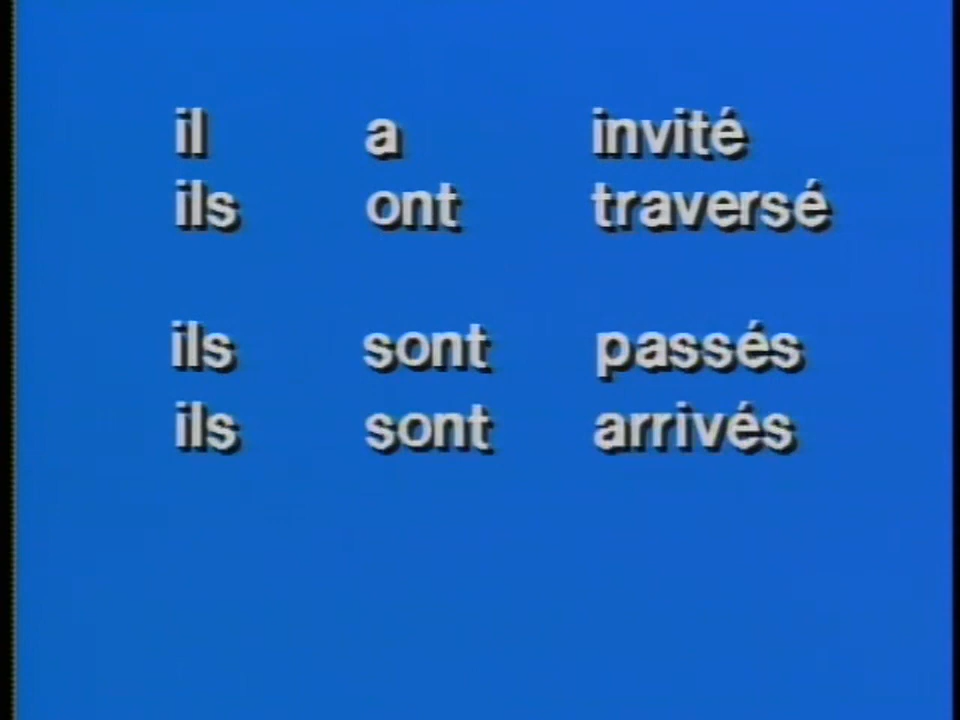 il a invité
ils ont traversé
ils sont passés
ils sont arrivés